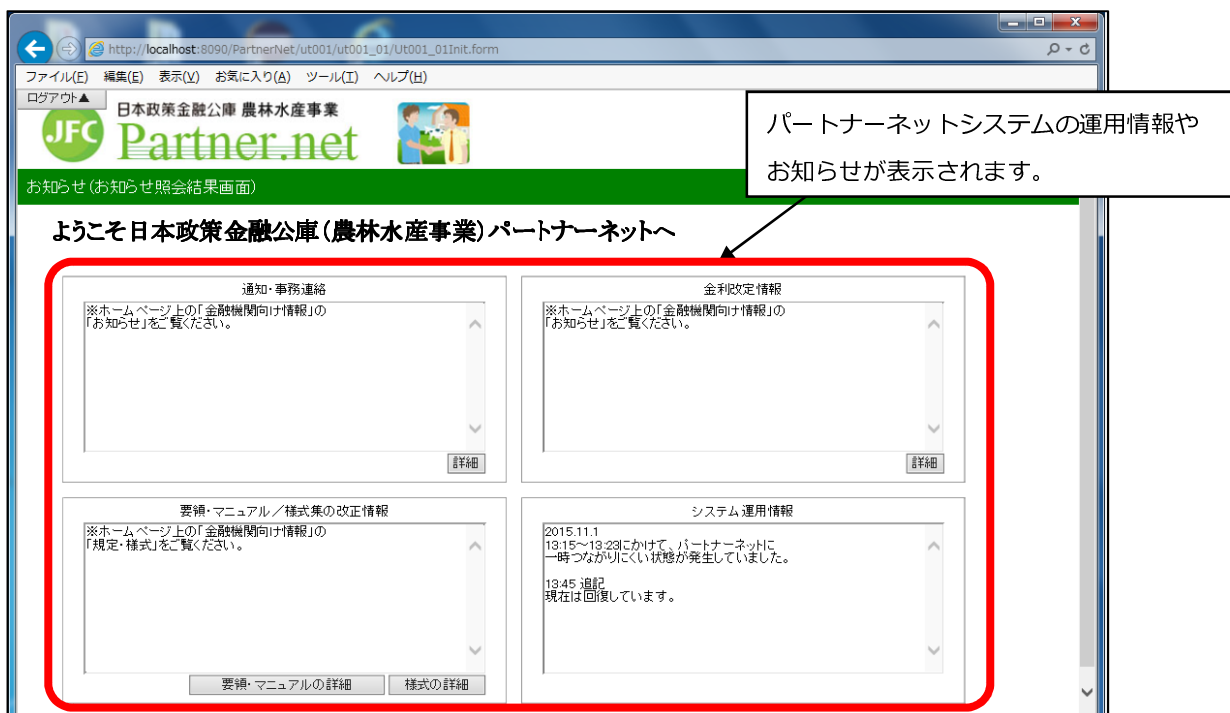 http://localhost:8090/PartnerNet/ut001/ut001_01/Ut001_01Init.form
ファイル(F) 編集(E) 表示(V) お気に入り(A) ツール(T) ヘルプ(H)
ログアウト▲
JFC
日本政策金融公庫 農林水産事業
Partner.net
パートナーネットシステムの運用情報や
お知らせが表示されます。
お知らせ(お知らせ照会結果画面)
ようこそ日本政策金融公庫(農林水産事業)パートナーネットへ
通知・事務連絡
※ホームページ上の「金融機関向け情報」の
「お知らせ」をご覧ください。
詳細
金利改定情報
※ホームページ上の「金融機関向け情報」の
「お知らせ」をご覧ください。
詳細
要領・マニュアル/様式集の改正情報
※ホームページ上の「金融機関向け情報」の
「規定・様式」をご覧ください。
要領・マニュアルの詳細 様式の詳細
システム運用情報
2015.11.1
13:15~13:23にかけて、パートナーネットに
一時つながりにくい状態が発生していました。
13:45 追記
現在は回復しています。